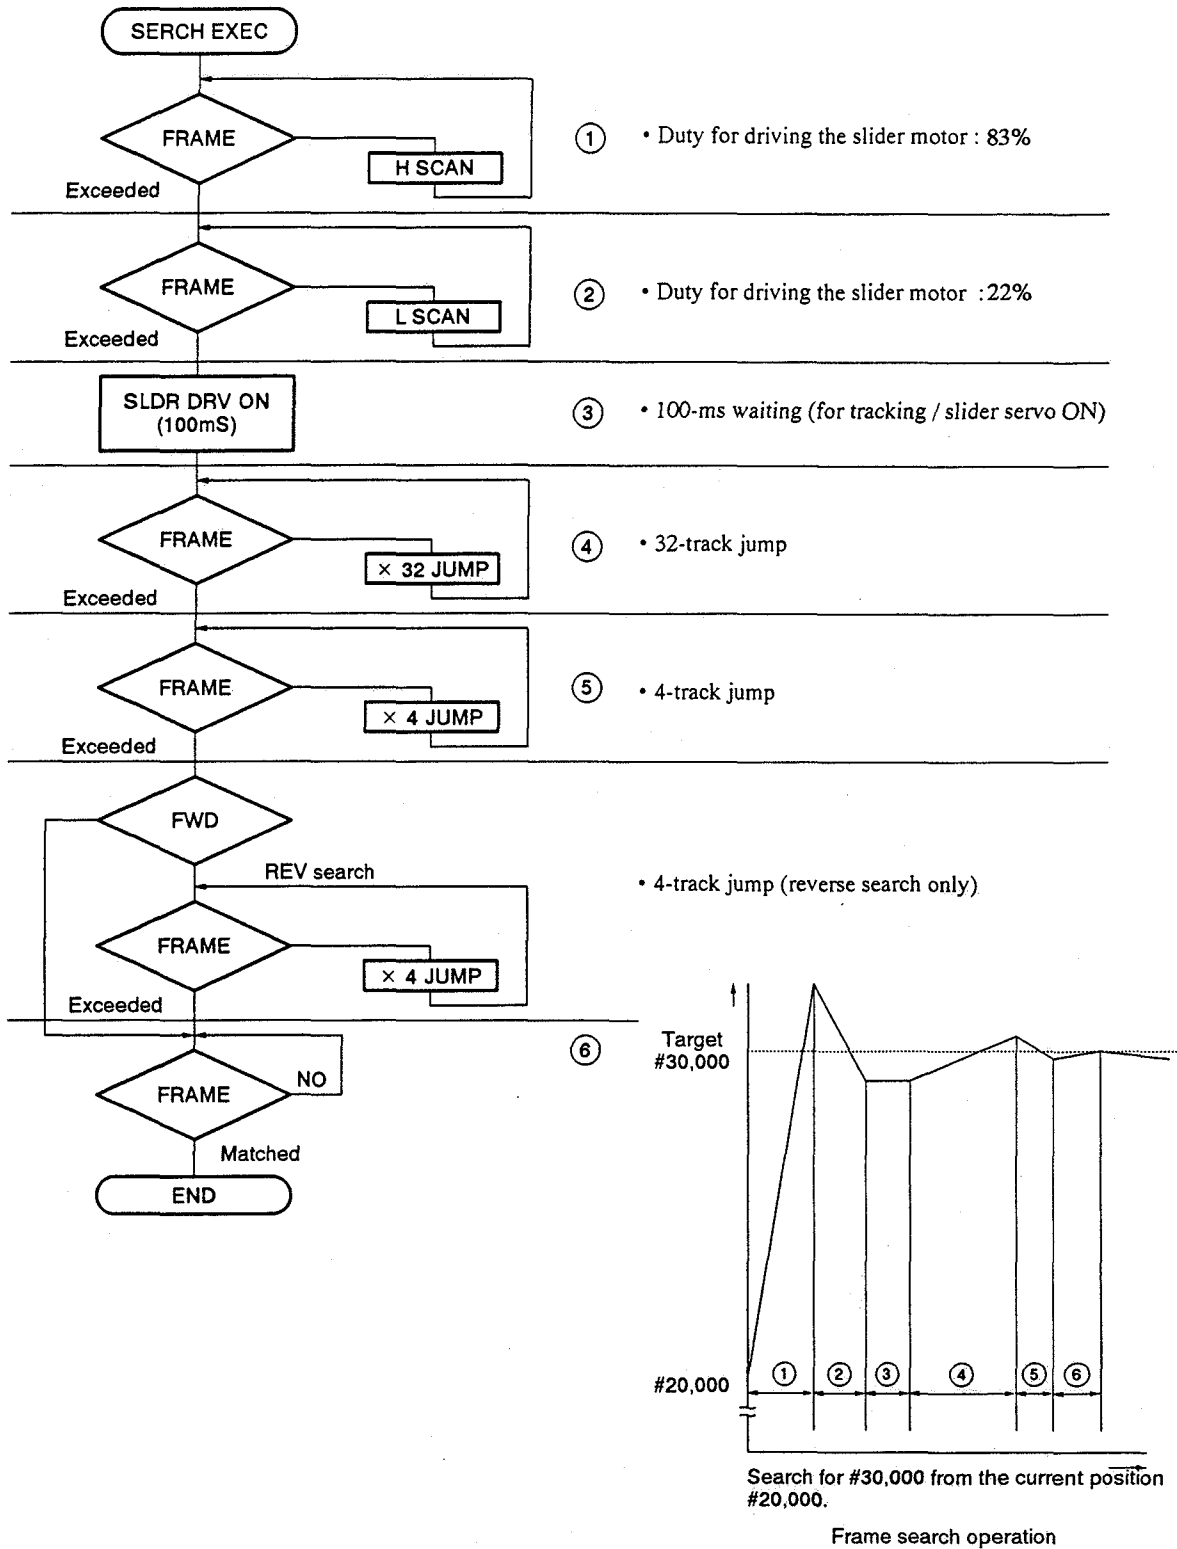 SERCH EXEC
FRAME
① • Duty for driving the slider motor : 83%
H SCAN
Exceeded
FRAME
② • Duty for driving the slider motor :22%
L SCAN
Exceeded
SLDR DRV ON
(100mS)
③ • 100-ms waiting (for tracking / slider servo ON)
FRAME
④ • 32-track jump
× 32 JUMP
Exceeded
FRAME
⑤ • 4-track jump
× 4 JUMP
Exceeded
FWD
REV search
• 4-track jump (reverse search only)
FRAME
× 4 JUMP
Exceeded
⑥
FRAME
NO
Matched
END
Target
#30,000
#20,000
① ② ③ ④ ⑤ ⑥
Search for #30,000 from the current position
#20,000.
Frame search operation